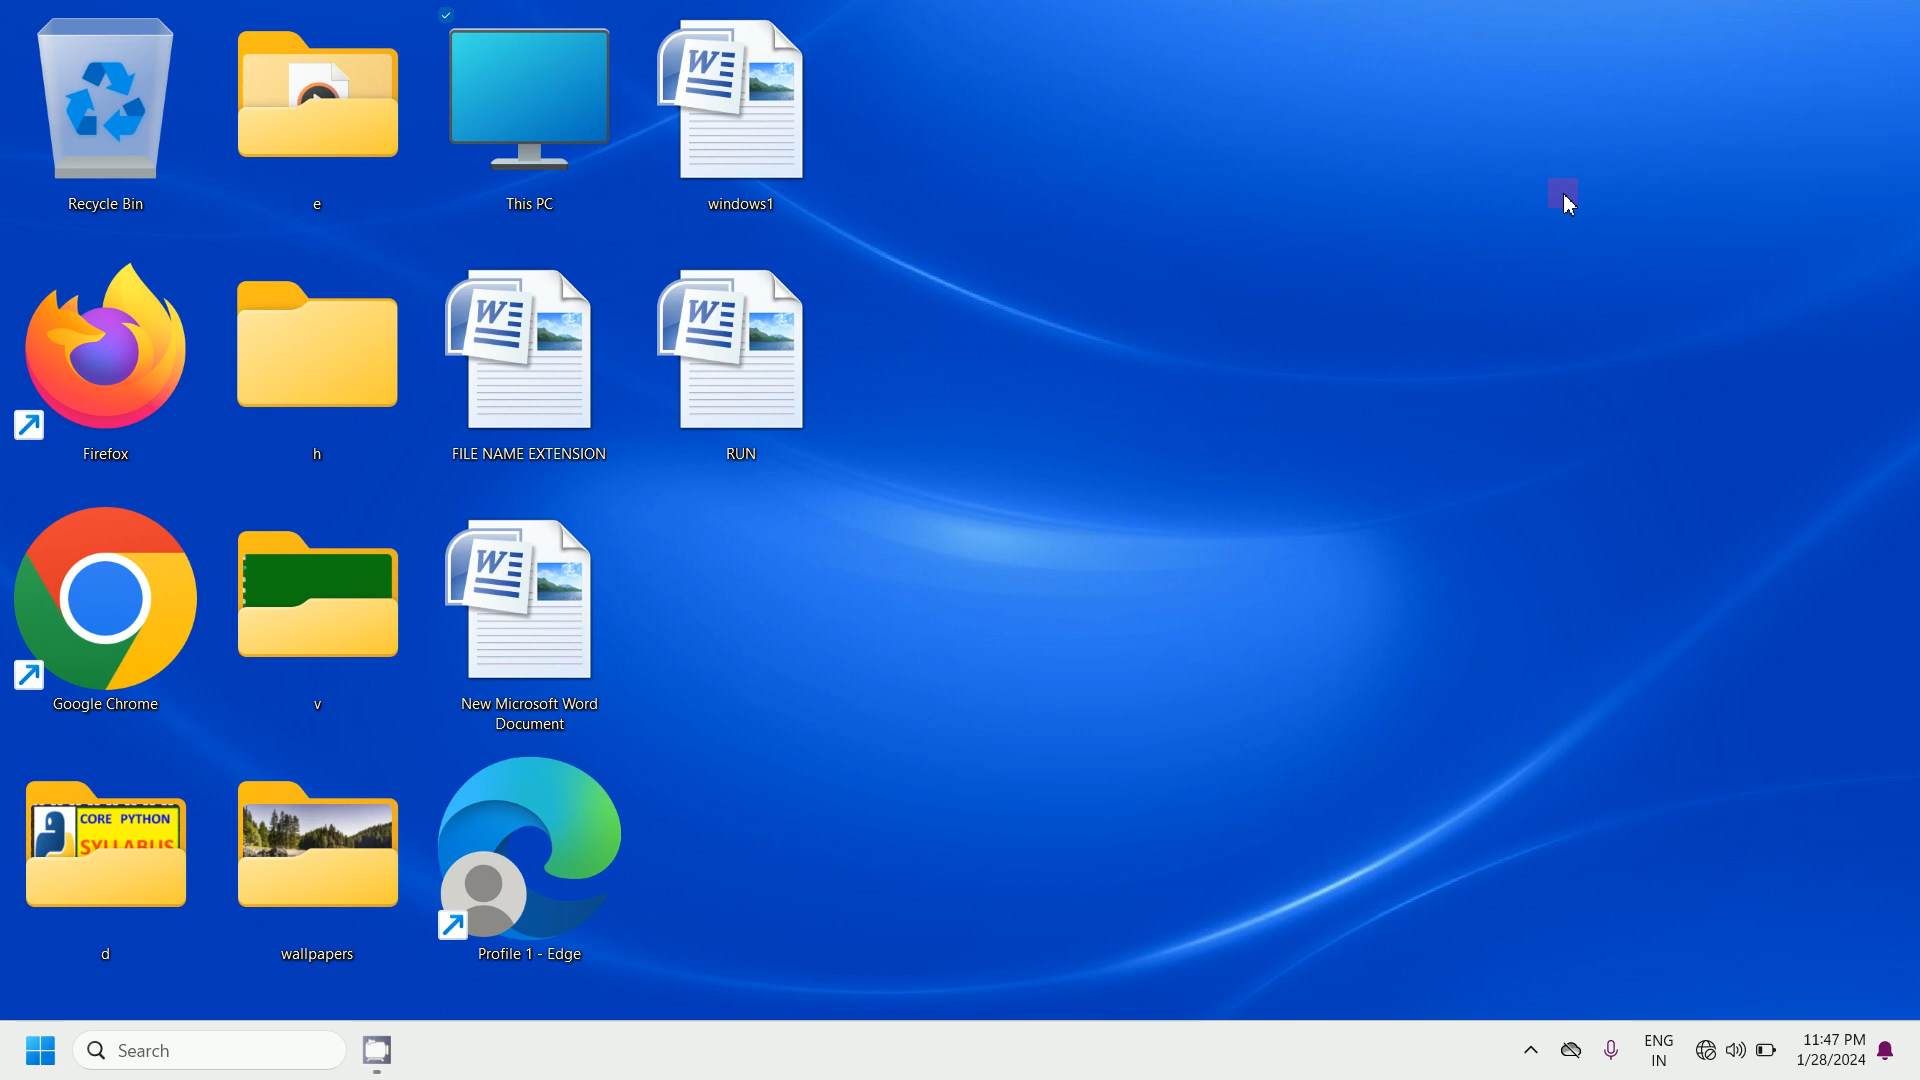 Recycle Bin
e
This PC
windows1
Firefox
h
FILE NAME EXTENSION
RUN
Google Chrome
v
New Microsoft Word
Document
CORE PYTHON
SYLLABUS
d
wallpapers
Profile 1 - Edge
Search
ENG
IN
11:47 PM
1/28/2024